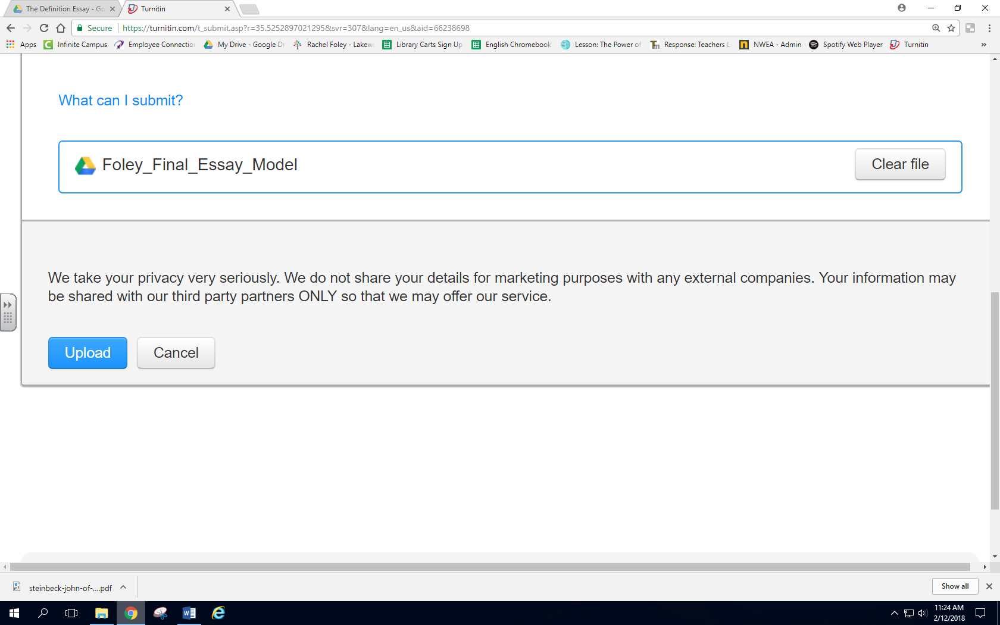 The Definition Essay - Go
Turnitin
Secure
https://turnitin.com/t_submit.asp?r=35.5252897021295&svr=307&lang=en_us&aid=66238698
Apps
Infinite Campus
Employee Connection
My Drive - Google Dr
Rachel Foley - Lakew
Library Carts Sign Up
English Chromebook
Lesson: The Power of
Tm
Response: Teachers L
n
NWEA - Admin
Spotify Web Player
Turnitin
»
What can I submit?
Foley_Final_Essay_Model
Clear file
We take your privacy very seriously. We do not share your details for marketing purposes with any external companies. Your information may
be shared with our third party partners ONLY so that we may offer our service.
Upload
Cancel
steinbeck-john-of-....pdf
Show all
11:24 AM
2/12/2018